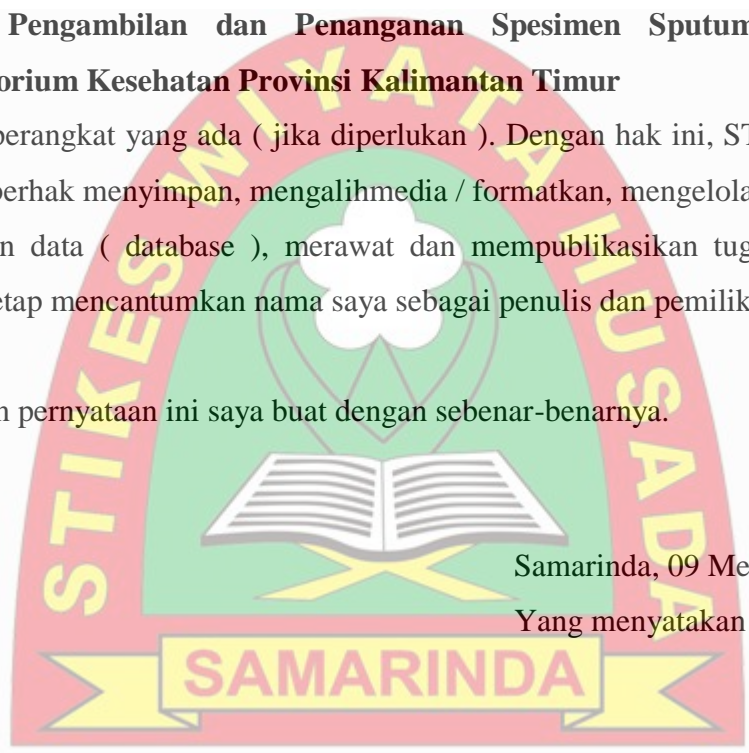 Pengambilan dan Penanganan Spesimen Sputum
orium Kesehatan Provinsi Kalimantan Timur
perangkat yang ada ( jika diperlukan ). Dengan hak ini, ST
berhak menyimpan, mengalihmedia / formatkan, mengelola
n data ( database ), merawat dan mempublikasikan tug
etap mencantumkan nama saya sebagai penulis dan pemilik
n pernyataan ini saya buat dengan sebenar-benarnya.
Samarinda, 09 Me
Yang menyatakan
STIKES WIYATA HUSADA
SAMARINDA